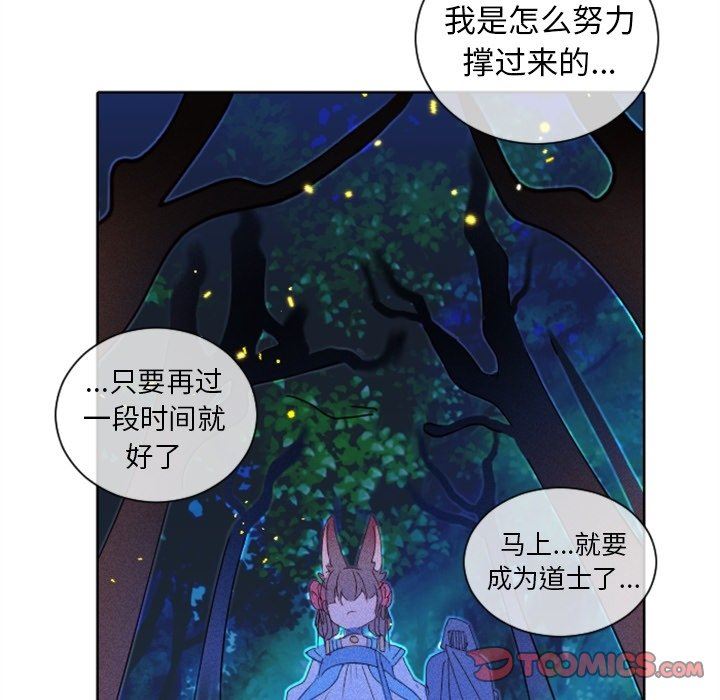 我是怎么努力
撑过来的...
...只要再过
一段时间就
好了
马上...就要
成为道士了...
TOOMICS.COM